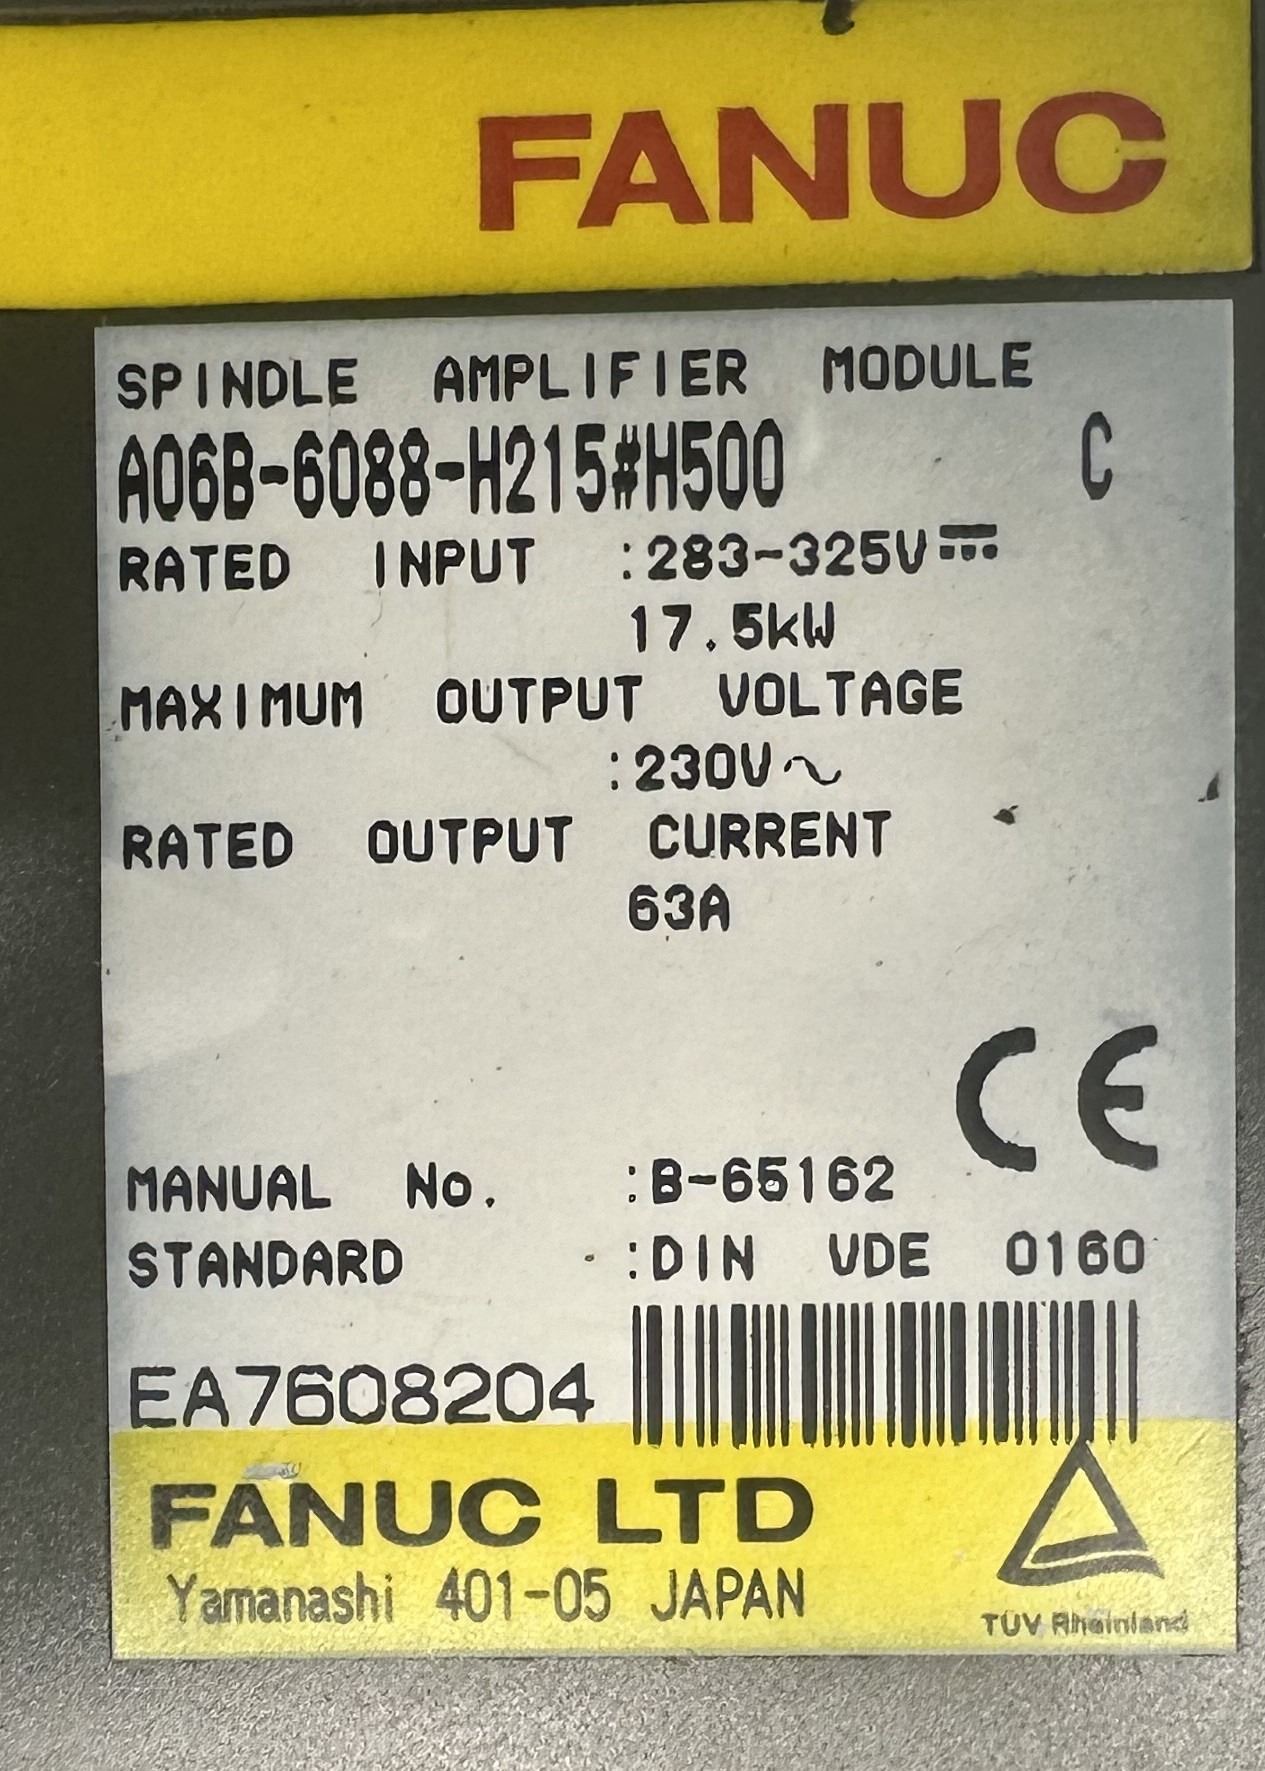 FANUC
SPINDLE AMPLIFIER MODULE
A06B-6088-H215#H500 C
RATED INPUT :283-325V⎓
17.5kW
MAXIMUM OUTPUT VOLTAGE
:230V∿
RATED OUTPUT CURRENT
63A
CE
MANUAL No. :B-65162
STANDARD :DIN VDE 0160
EA7608204
FANUC LTD
Yamanashi 401-05 JAPAN
TÜV Rheinland